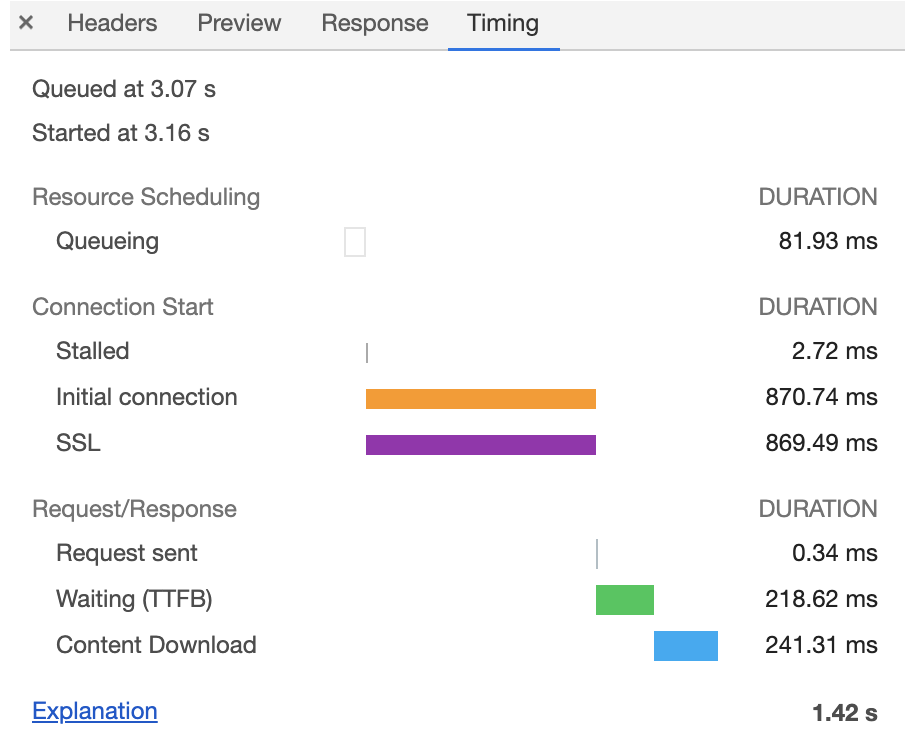 × Headers Preview Response Timing
Queued at 3.07 s
Started at 3.16 s
Resource Scheduling DURATION
Queueing 81.93 ms
Connection Start DURATION
Stalled 2.72 ms
Initial connection 870.74 ms
SSL 869.49 ms
Request/Response DURATION
Request sent 0.34 ms
Waiting (TTFB) 218.62 ms
Content Download 241.31 ms
Explanation 1.42 s